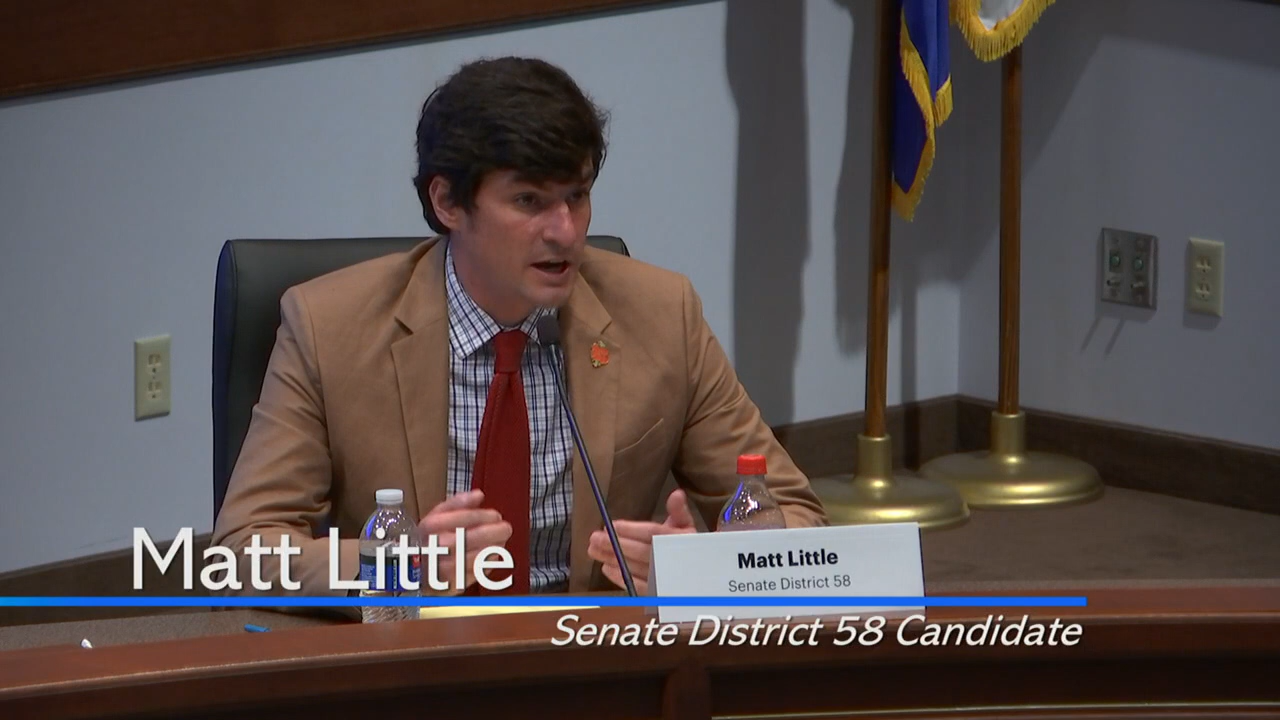 Matt Little
Senate District 58
Matt Little
Senate District 58 Candidate